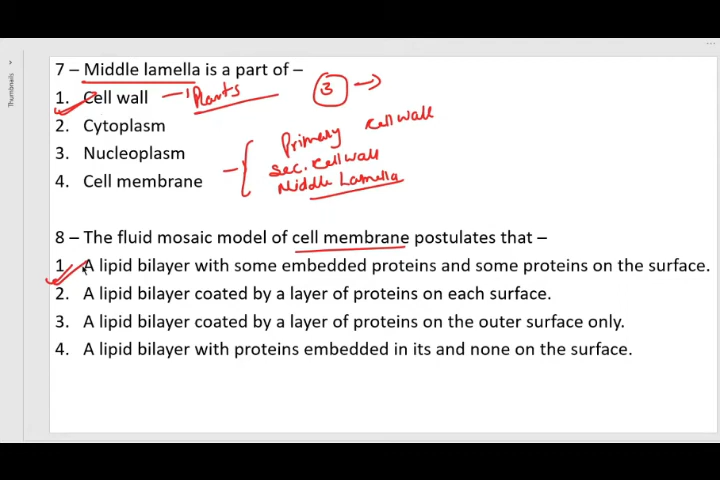 Thumbnails
7 – Middle lamella is a part of –
1. Cell wall – Plants 3 →
2. Cytoplasm
3. Nucleoplasm
4. Cell membrane
Primary Cell Wall
Sec. Cell Wall
Middle Lamella
8 – The fluid mosaic model of cell membrane postulates that –
1. A lipid bilayer with some embedded proteins and some proteins on the surface.
2. A lipid bilayer coated by a layer of proteins on each surface.
3. A lipid bilayer coated by a layer of proteins on the outer surface only.
4. A lipid bilayer with proteins embedded in its and none on the surface.